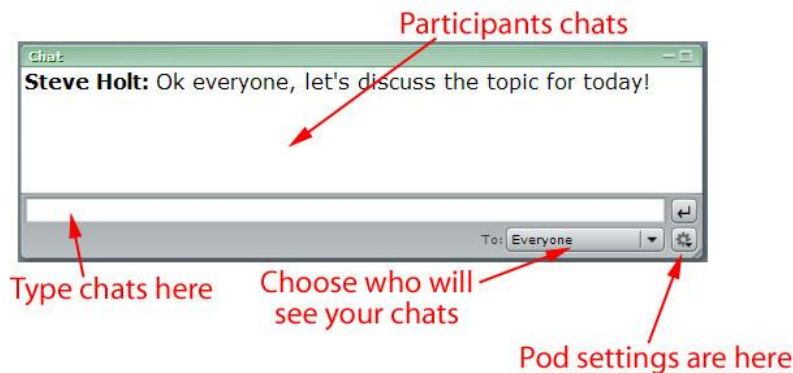 Participants chats
Chat
Steve Holt: Ok everyone, let's discuss the topic for today!
To: Everyone
Type chats here
Choose who will
see your chats
Pod settings are here